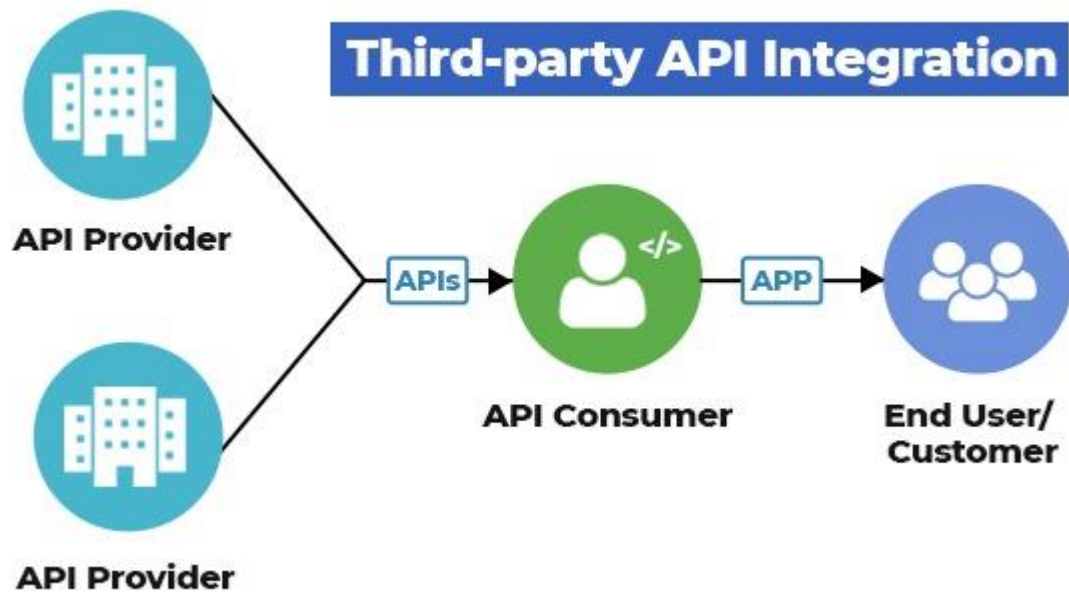 Third-party API Integration
API Provider
APIs
</>
APP
API Consumer
End User/
Customer
API Provider